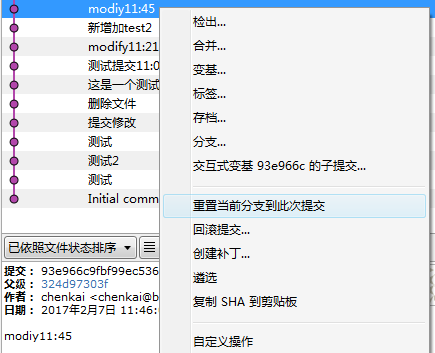 modiy11:45
新增加test2
modify11:21
测试提交11:0
这是一个测试
删除文件
提交修改
测试
测试2
测试
Initial comm
检出...
合并...
变基...
标签...
存档...
分支...
交互式变基 93e966c 的子提交...
重置当前分支到此次提交
回滚提交...
创建补丁...
遴选
复制 SHA 到剪贴板
自定义操作
已依照文件状态排序
提交： 93e966c9fbf99ec536
父级： 324d97303f
作者： chenkai <chenkai@b
日期： 2017年2月7日 11:46:0
modiy11:45